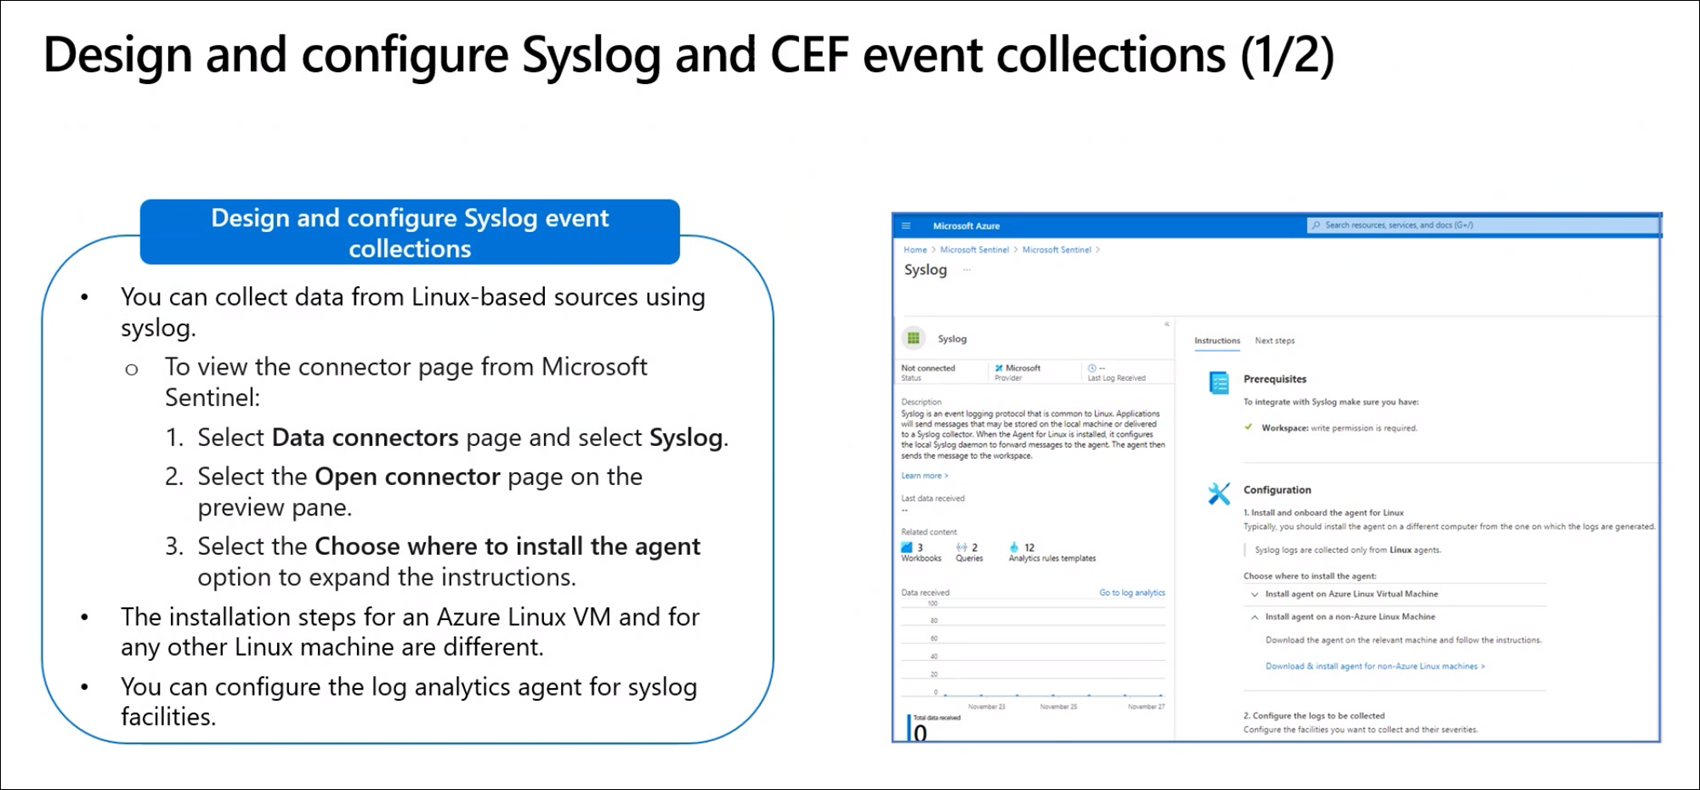 Design and configure Syslog and CEF event collections (1/2)
Design and configure Syslog event
collections
• You can collect data from Linux-based sources using
syslog.
o To view the connector page from Microsoft
Sentinel:
1. Select Data connectors page and select Syslog.
2. Select the Open connector page on the
preview pane.
3. Select the Choose where to install the agent
option to expand the instructions.
• The installation steps for an Azure Linux VM and for
any other Linux machine are different.
• You can configure the log analytics agent for syslog
facilities.
Microsoft Azure
Search resources, services, and docs (G+/)
Home > Microsoft Sentinel > Microsoft Sentinel >
Syslog ...
«
Syslog
Not connected
Status
Microsoft
Provider
--
Last Log Received
Description
Syslog is an event logging protocol that is common to Linux. Applications
will send messages that may be stored on the local machine or delivered
to a Syslog collector. When the Agent for Linux is installed, it configures
the local Syslog daemon to forward messages to the agent. The agent then
sends the message to the workspace.
Learn more >
Last data received
--
Related content
3
Workbooks
2
Queries
12
Analytics rules templates
Data received
Go to log analytics
100
80
60
40
20
0
November 23 November 25 November 27
Total data received
0
Instructions Next steps
Prerequisites
To integrate with Syslog make sure you have:
Workspace: write permission is required.
Configuration
1. Install and onboard the agent for Linux
Typically, you should install the agent on a different computer from the one on which the logs are generated.
Syslog logs are collected only from Linux agents.
Choose where to install the agent:
Install agent on Azure Linux Virtual Machine
Install agent on a non-Azure Linux Machine
Download the agent on the relevant machine and follow the instructions.
Download & install agent for non-Azure Linux machines >
2. Configure the logs to be collected
Configure the facilities you want to collect and their severities.